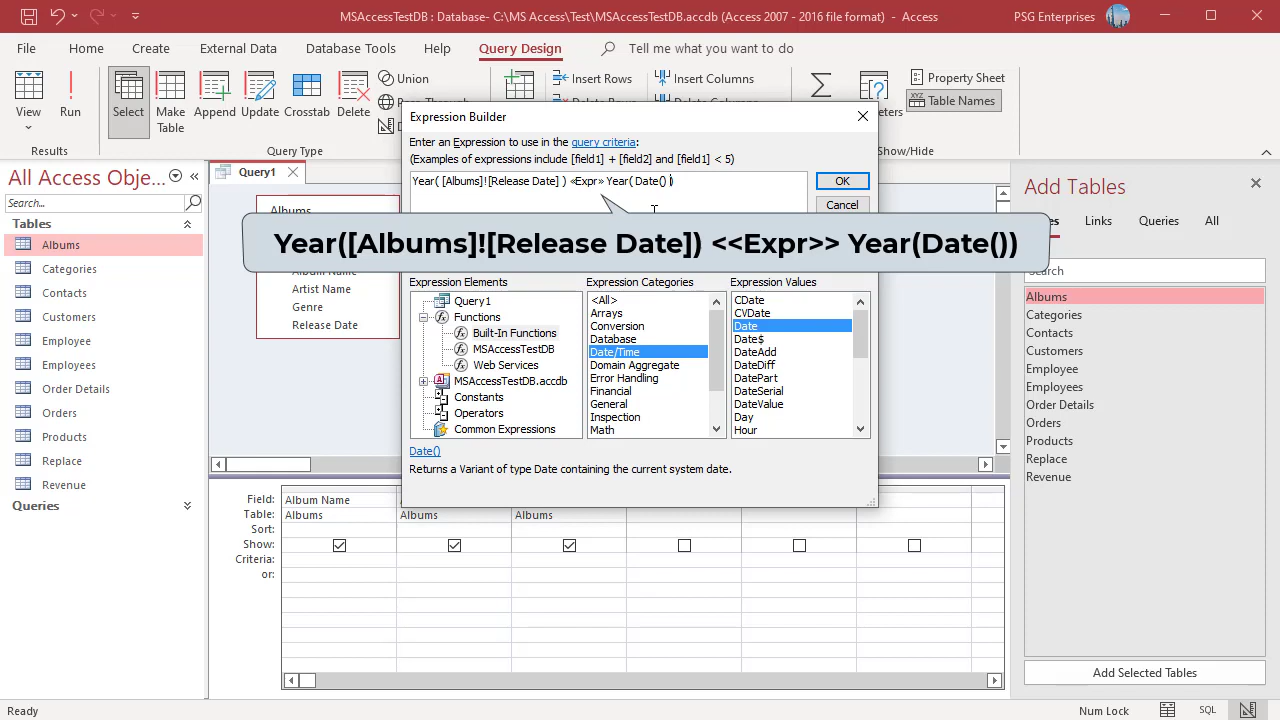 MSAccessTestDB : Database- C:\MS Access\Test\MSAccessTestDB.accdb (Access 2007 - 2016 file format) - Access
PSG Enterprises
File
Home
Create
External Data
Database Tools
Help
Query Design
Tell me what you want to do
View
Run
Select
Make
Table
Append
Update
Crosstab
Delete
Union
Insert Rows
Insert Columns
Property Sheet
Table Names
Results
Query Type
Show/Hide
Expression Builder
Enter an Expression to use in the query criteria:
(Examples of expressions include [field1] + [field2] and [field1] < 5)
Year( [Albums]![Release Date] ) «Expr» Year( Date() )
OK
Cancel
Year([Albums]![Release Date]) <<Expr>> Year(Date())
Expression Elements
Query1
Functions
Built-In Functions
MSAccessTestDB
Web Services
MSAccessTestDB.accdb
Constants
Operators
Common Expressions
Expression Categories
<All>
Arrays
Conversion
Database
Date/Time
Domain Aggregate
Error Handling
Financial
General
Inspection
Math
Expression Values
CDate
CVDate
Date
Date$
DateAdd
DateDiff
DatePart
DateSerial
DateValue
Day
Hour
Date()
Returns a Variant of type Date containing the current system date.
All Access Obje...
Search...
Tables
Albums
Categories
Contacts
Customers
Employee
Employees
Order Details
Orders
Products
Replace
Revenue
Queries
Query1
Albums
Artist Name
Genre
Release Date
Field:
Album Name
Table:
Albums
Albums
Albums
Sort:
Show:
Criteria:
or:
Add Tables
Links
Queries
All
Search
Albums
Categories
Contacts
Customers
Employee
Employees
Order Details
Orders
Products
Replace
Revenue
Add Selected Tables
Ready
Num Lock
SQL